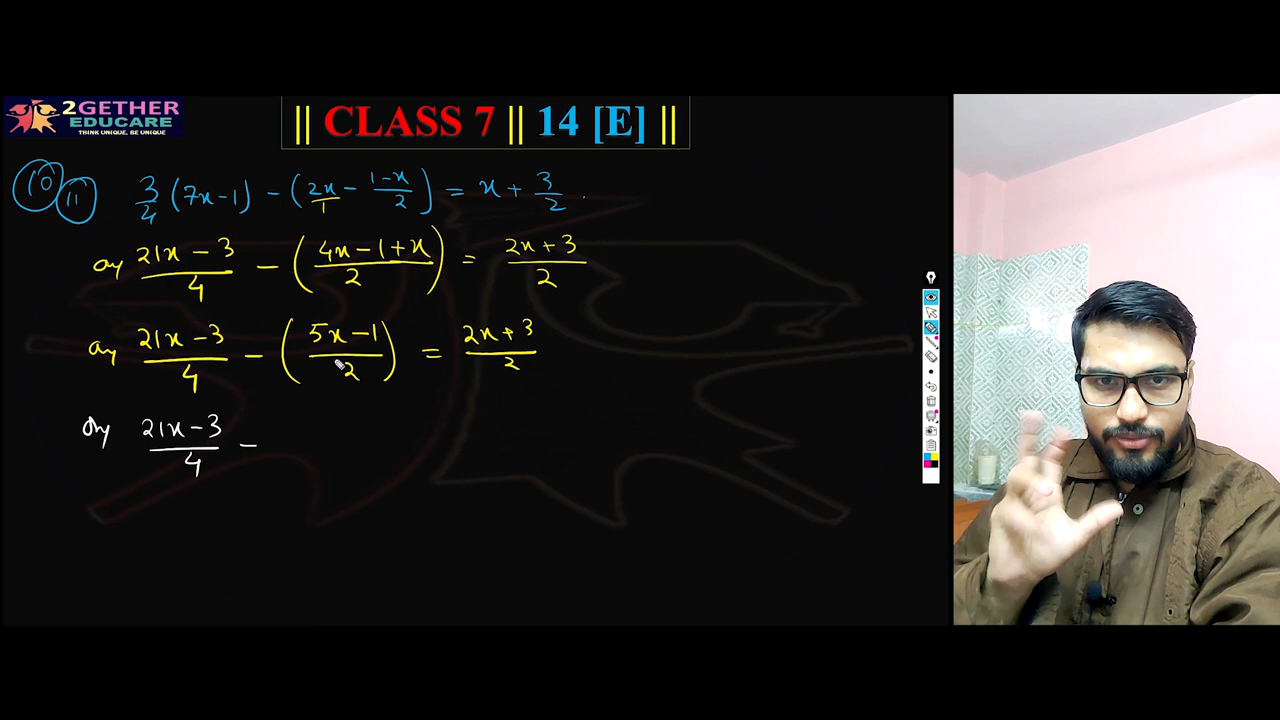 2GETHER
EDUCARE
THINK UNIQUE, BE UNIQUE
|| CLASS 7 || 14 [E] ||
10 11 3/4 (7x-1) - (2x/1 - (1-x)/2) = x + 3/2 .
or, (21x - 3)/4 - ((4x - 1 + x)/2) = (2x + 3)/2
or, (21x - 3)/4 - ((5x - 1)/2) = (2x + 3)/2
or, (21x - 3)/4 -